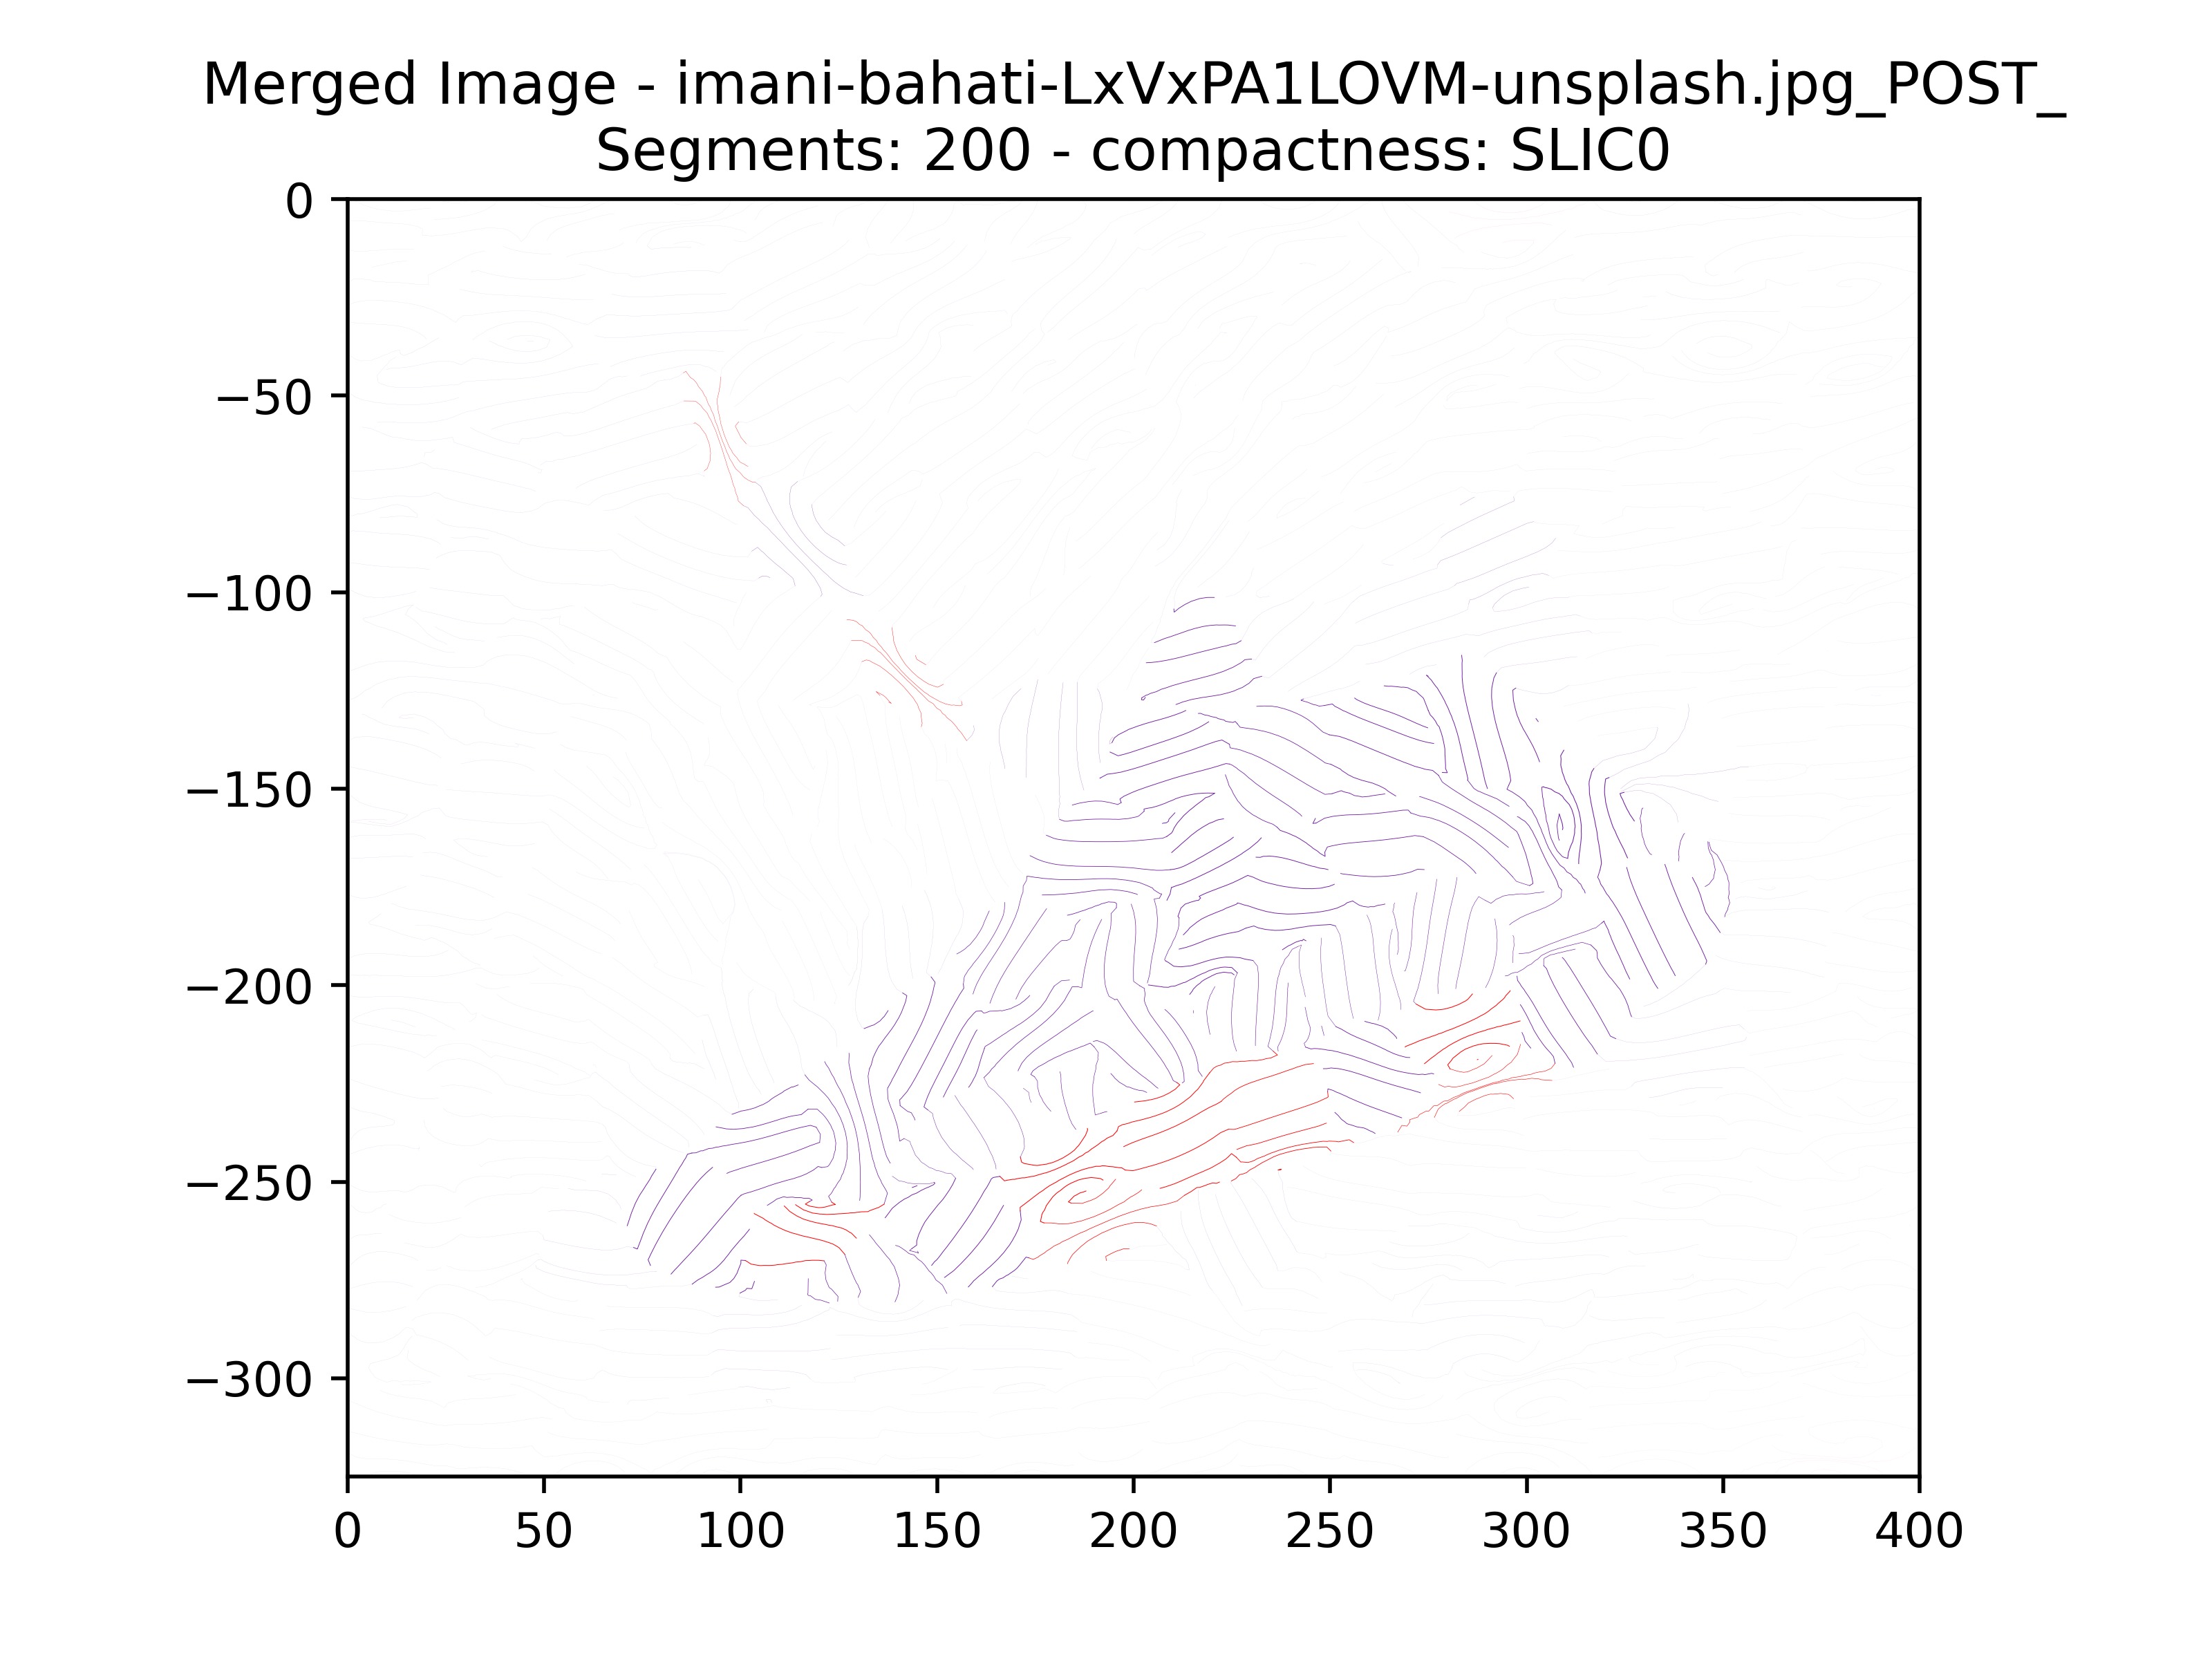 Merged Image - imani-bahati-LxVxPA1LOVM-unsplash.jpg_POST_
Segments: 200 - compactness: SLIC0
0
−50
−100
−150
−200
−250
−300
0 50 100 150 200 250 300 350 400